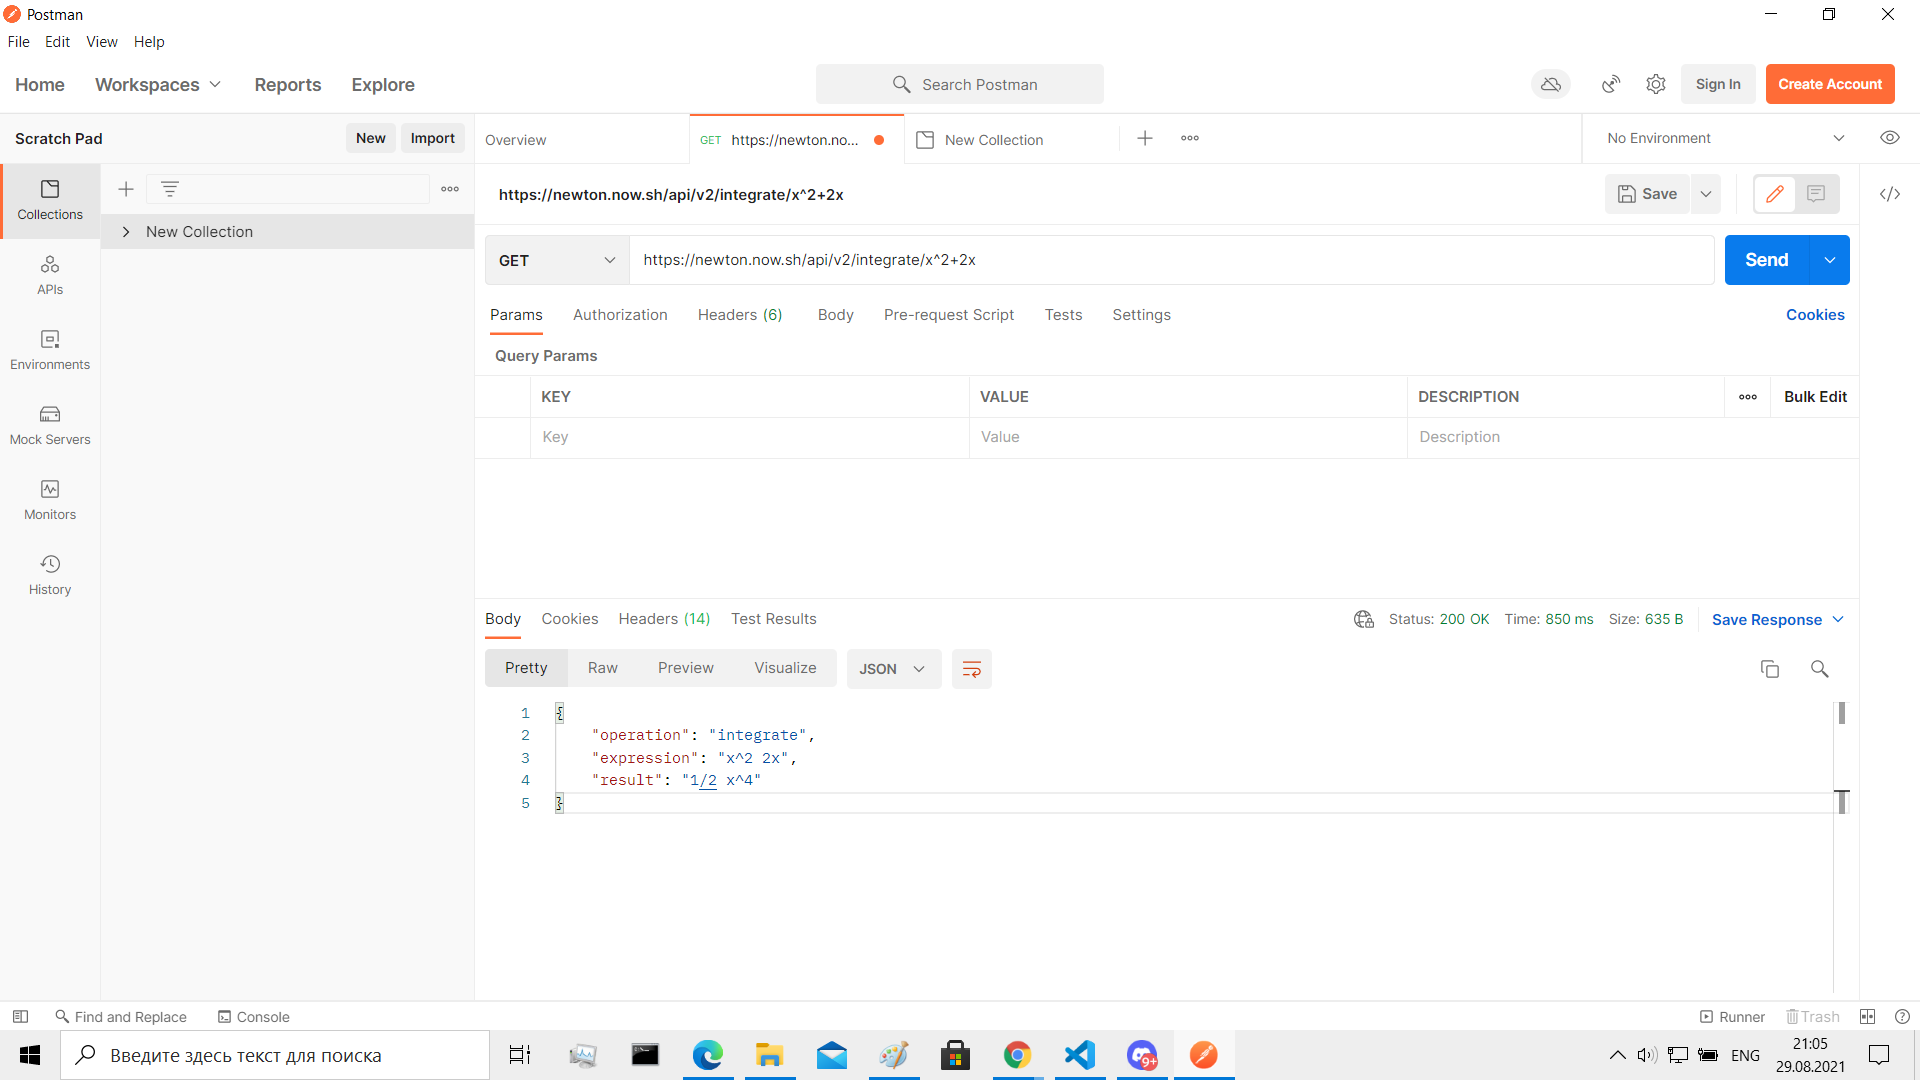 Postman
File Edit View Help
Home Workspaces Reports Explore Search Postman Sign In Create Account
Scratch Pad New Import Overview GET https://newton.no... New Collection No Environment
Collections
New Collection
APIs
Environments
Mock Servers
Monitors
History
https://newton.now.sh/api/v2/integrate/x^2+2x Save
GET https://newton.now.sh/api/v2/integrate/x^2+2x Send
Params Authorization Headers (6) Body Pre-request Script Tests Settings Cookies
Query Params
KEY VALUE DESCRIPTION Bulk Edit
Key Value Description
Body Cookies Headers (14) Test Results Status: 200 OK Time: 850 ms Size: 635 B Save Response
Pretty Raw Preview Visualize JSON
1 {
2 "operation": "integrate",
3 "expression": "x^2 2x",
4 "result": "1/2 x^4"
5 }
Find and Replace Console Runner Trash
Введите здесь текст для поиска 9+ ENG 21:05
29.08.2021